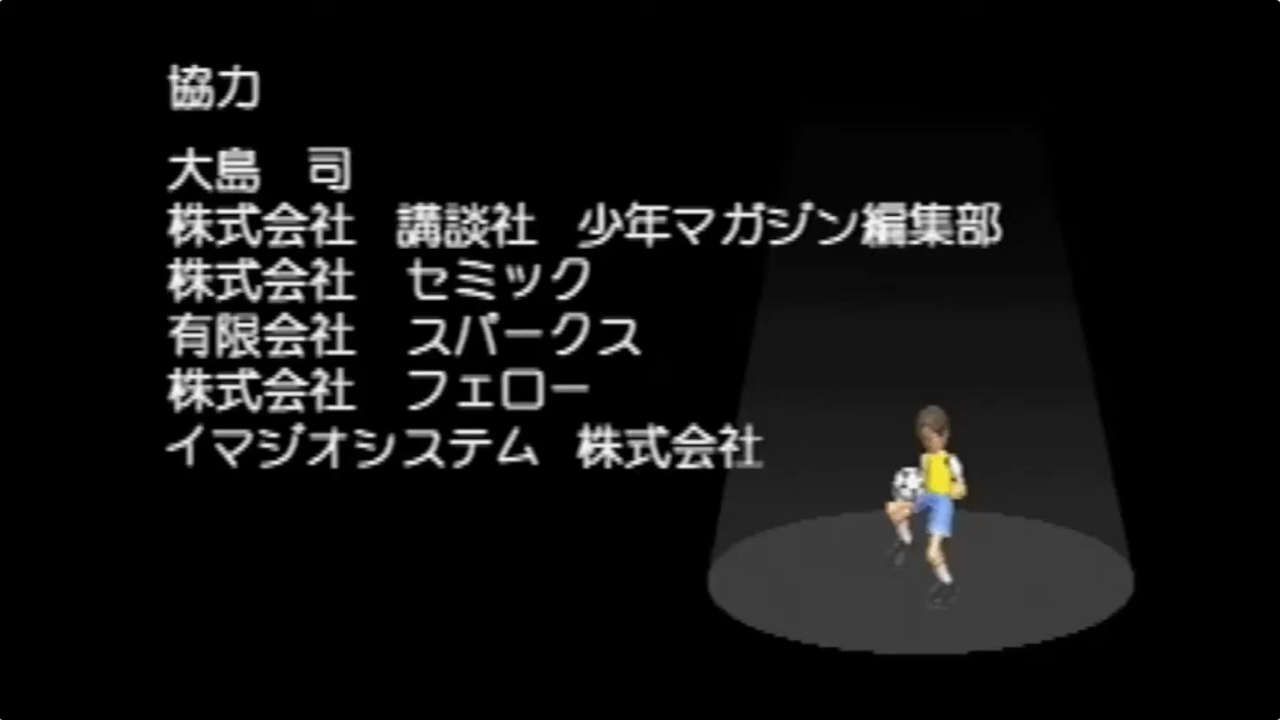 協力
大島　司
株式会社　講談社　少年マガジン編集部
株式会社　セミック
有限会社　スパークス
株式会社　フェロー
イマジオシステム　株式会社